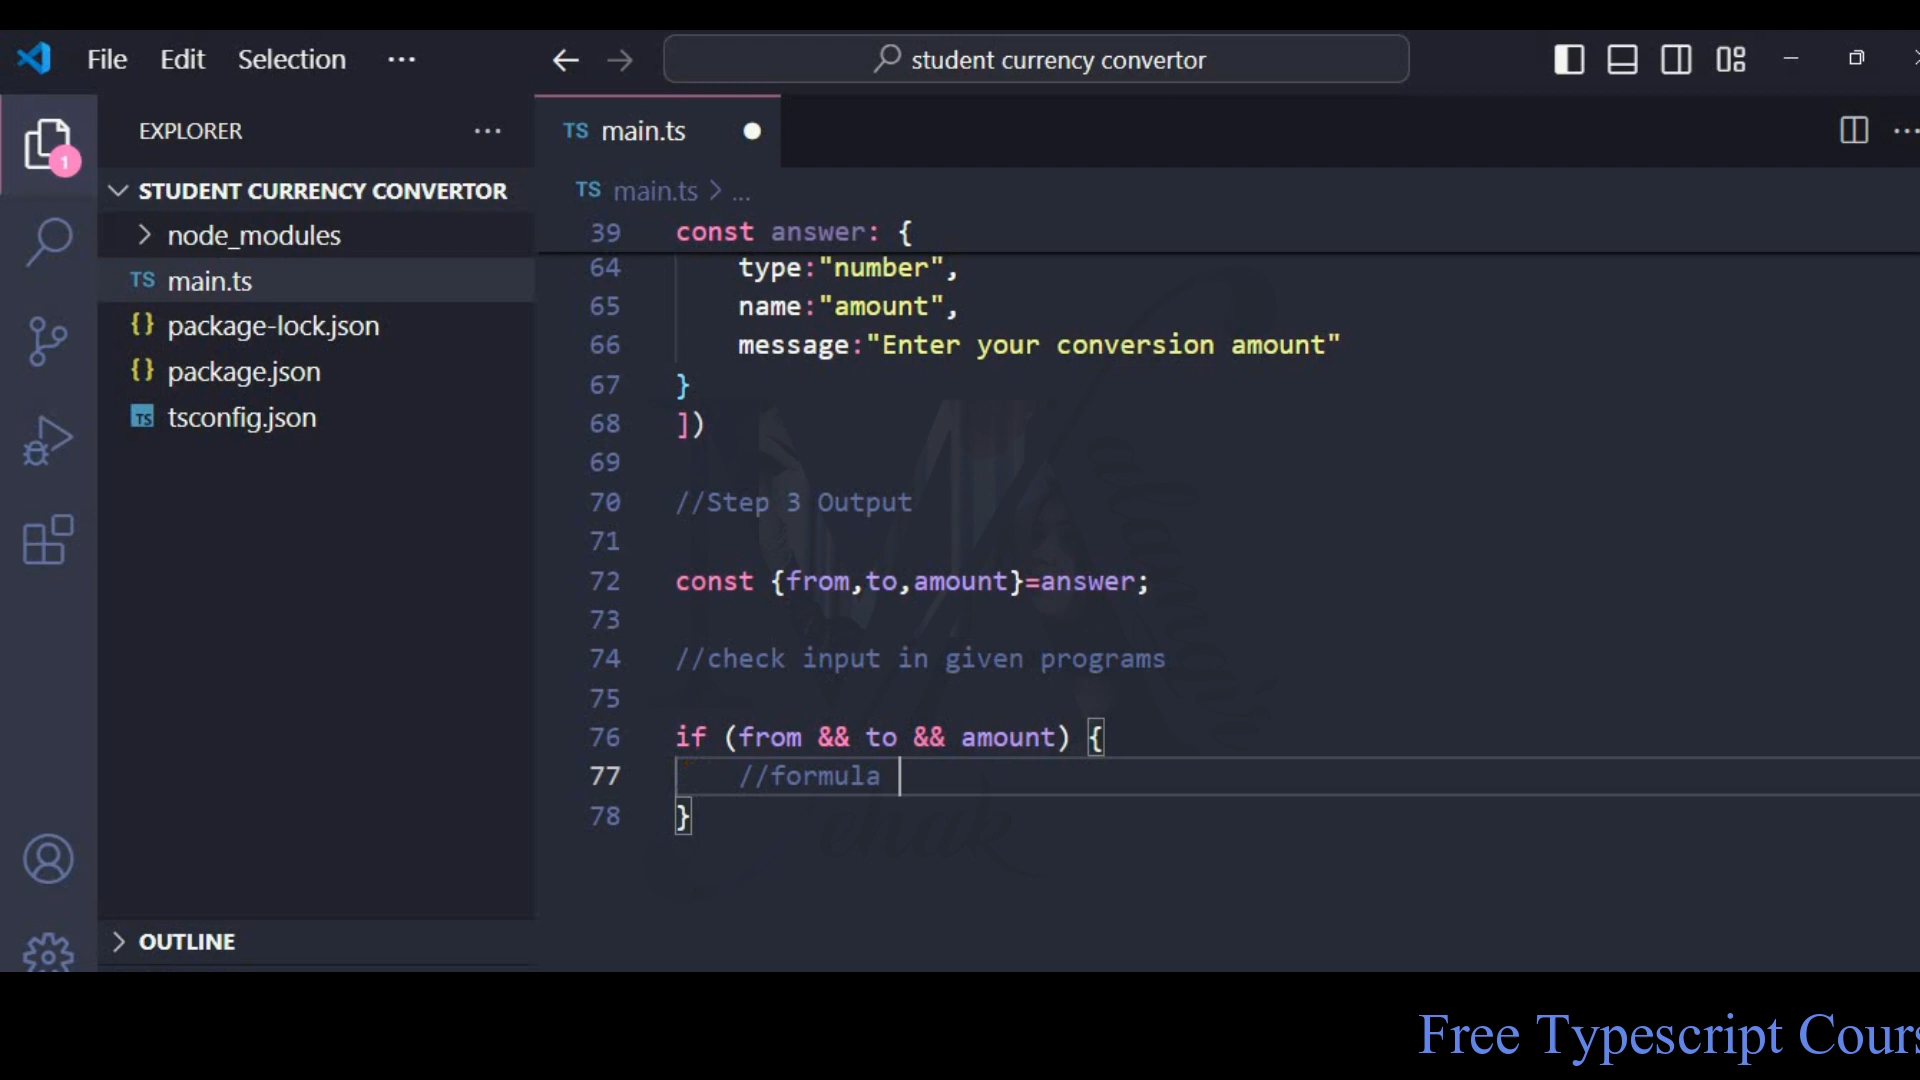 File Edit Selection ...
student currency convertor
EXPLORER ...
TS main.ts
1
STUDENT CURRENCY CONVERTOR
TS main.ts > ...
node_modules
39 const answer: {
TS main.ts
64 type:"number",
{} package-lock.json
65 name:"amount",
{} package.json
66 message:"Enter your conversion amount"
TS tsconfig.json
67 }
68 ])
69
70 //Step 3 Output
71
72 const {from,to,amount}=answer;
73
74 //check input in given programs
75
76 if (from && to && amount) {
77 //formula
78 }
OUTLINE
Free Typescript Cours